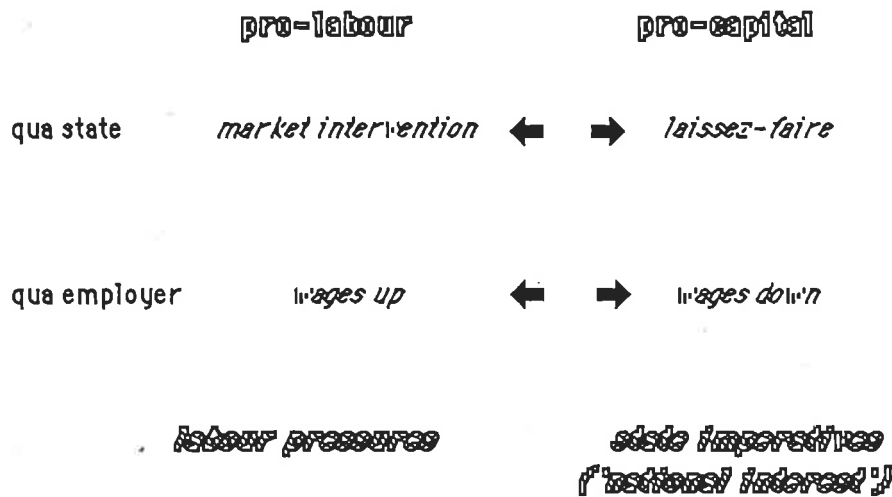 pro-labour pro-capital
qua state market intervention laissez-faire
qua employer wages up wages down
labour pressures state imperatives
('national interest')